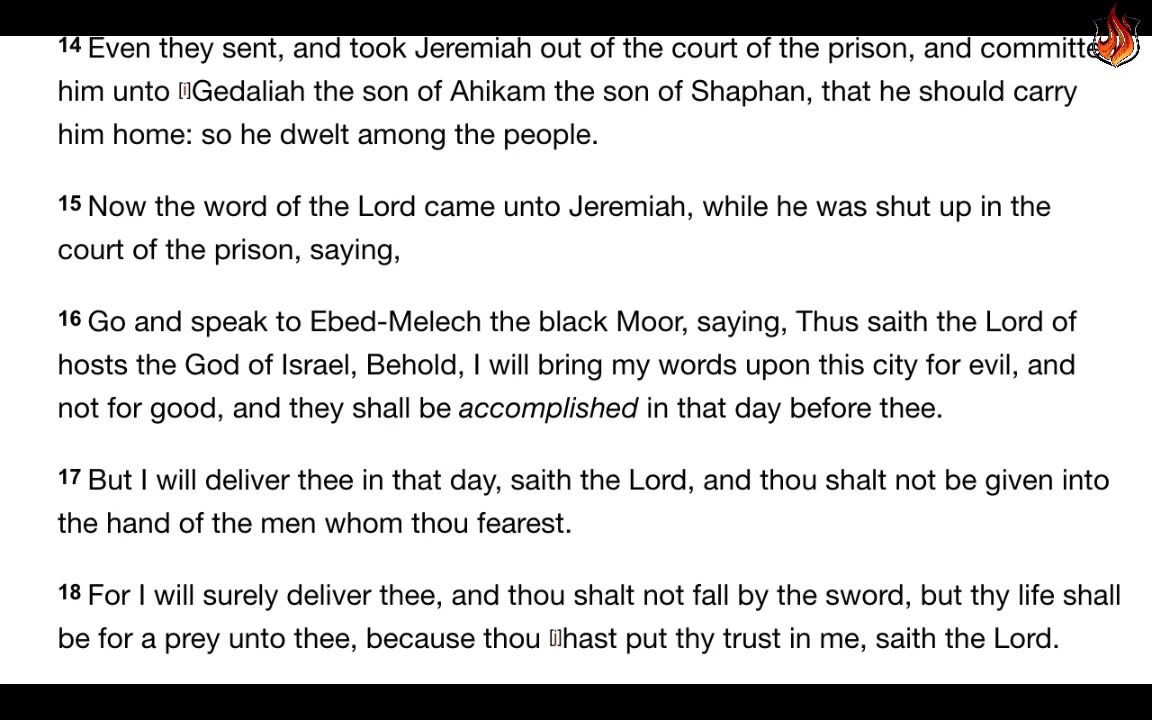 14 Even they sent, and took Jeremiah out of the court of the prison, and committe
him unto [i]Gedaliah the son of Ahikam the son of Shaphan, that he should carry
him home: so he dwelt among the people.
15 Now the word of the Lord came unto Jeremiah, while he was shut up in the
court of the prison, saying,
16 Go and speak to Ebed-Melech the black Moor, saying, Thus saith the Lord of
hosts the God of Israel, Behold, I will bring my words upon this city for evil, and
not for good, and they shall be accomplished in that day before thee.
17 But I will deliver thee in that day, saith the Lord, and thou shalt not be given into
the hand of the men whom thou fearest.
18 For I will surely deliver thee, and thou shalt not fall by the sword, but thy life shall
be for a prey unto thee, because thou [j]hast put thy trust in me, saith the Lord.